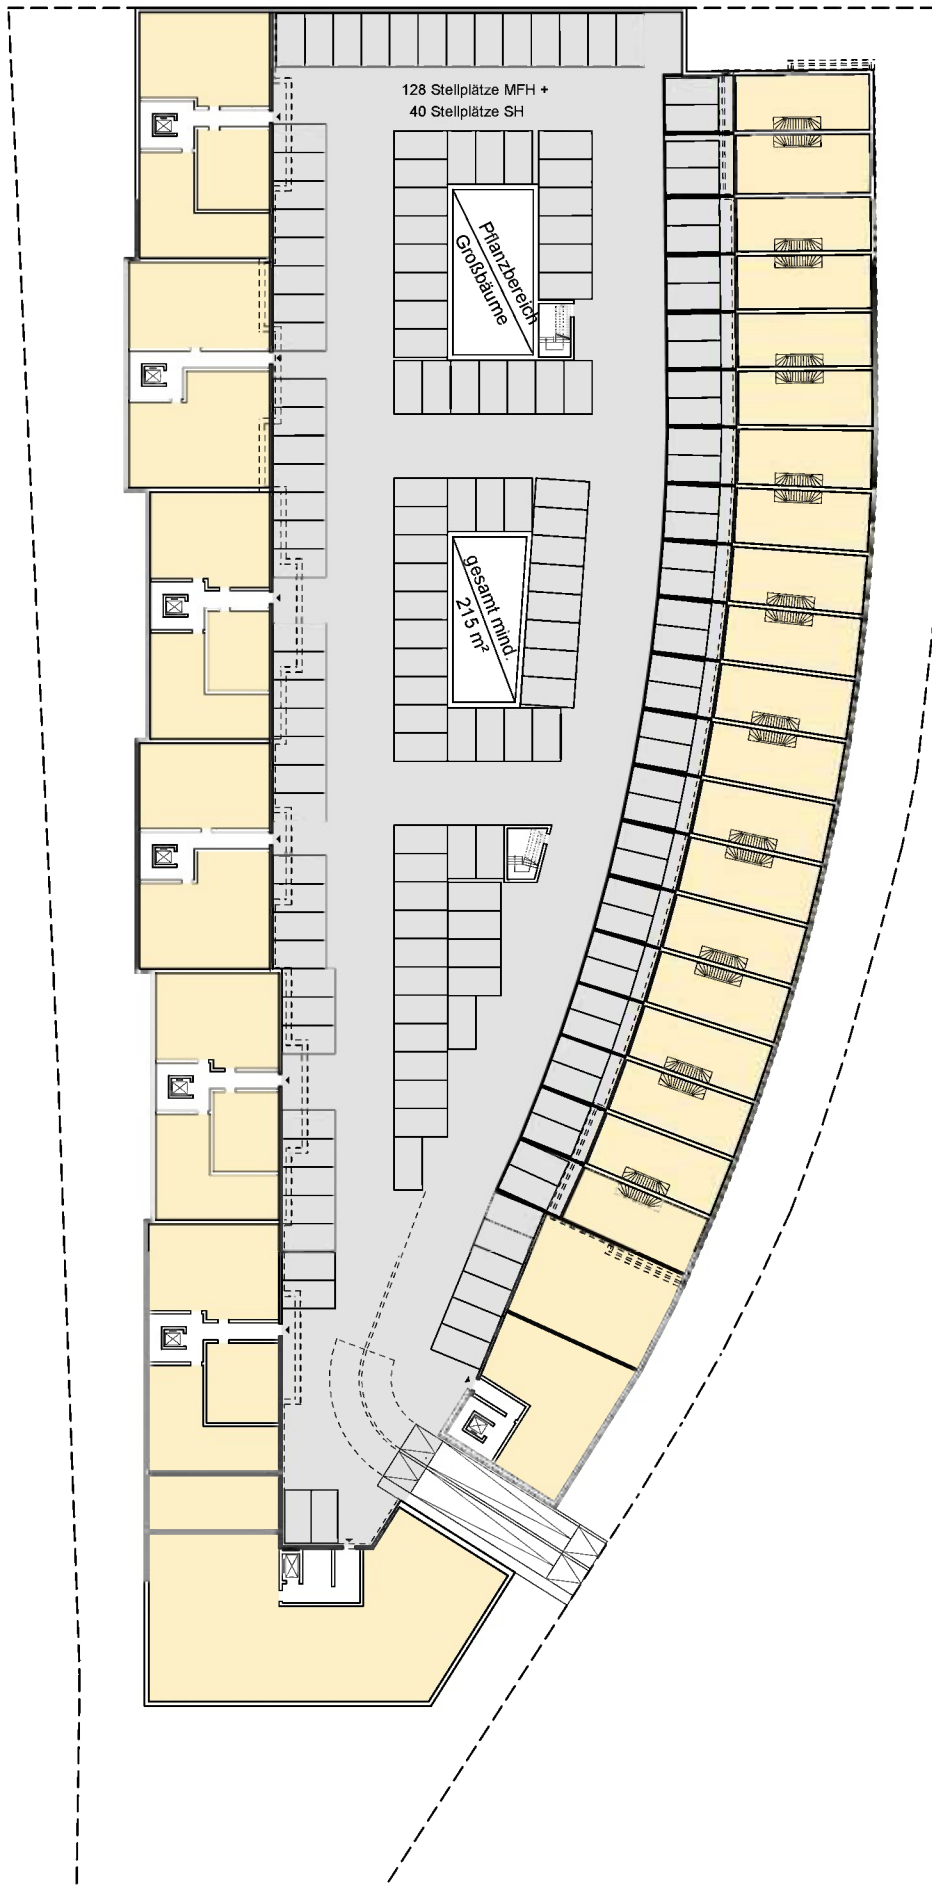 128 Stellplätze MFH +
40 Stellplätze SH
Pflanzbereich
Großbäume
gesamt mind.
215 m²